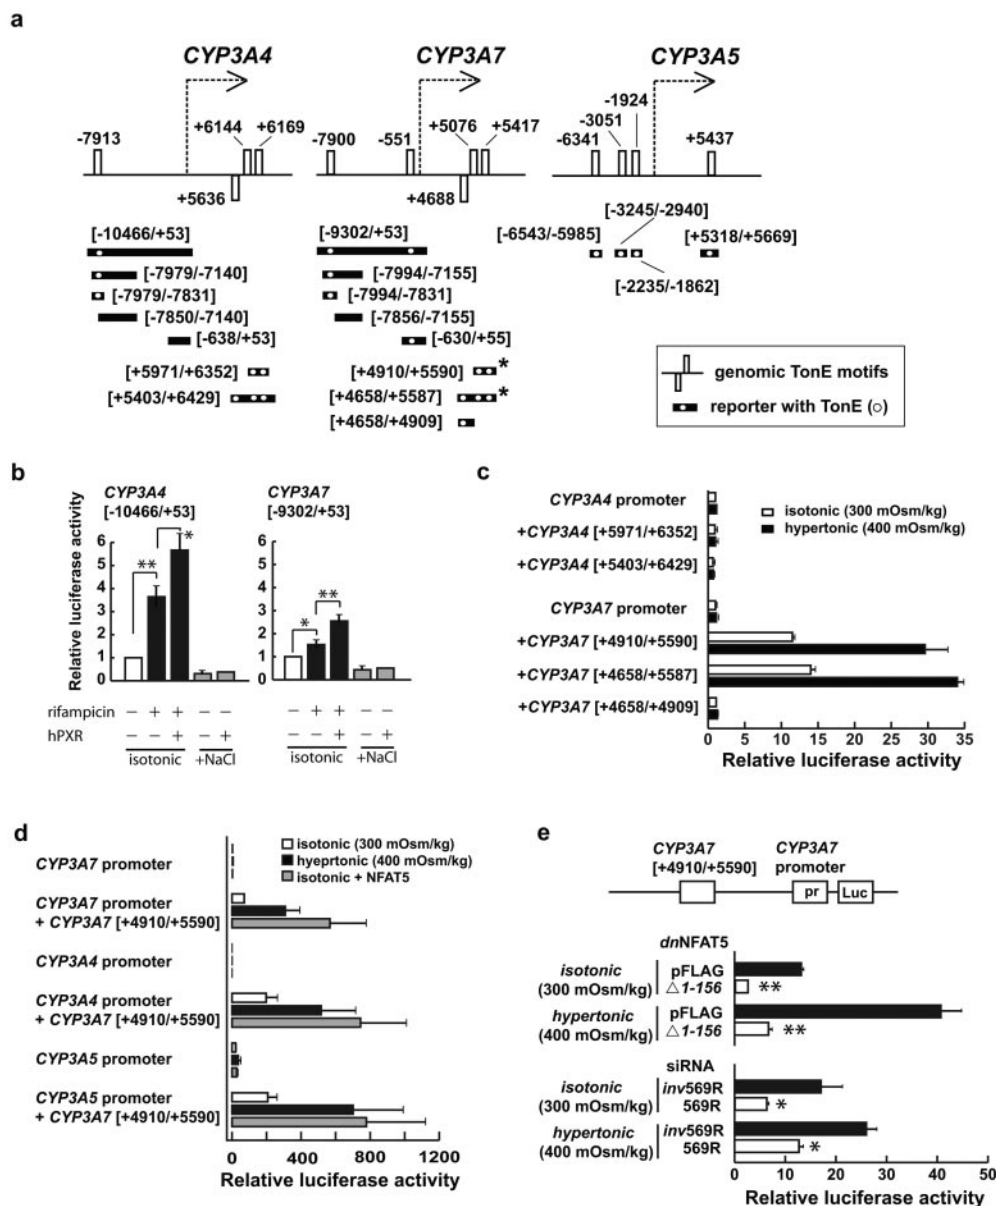 a
CYP3A4
CYP3A7
CYP3A5
-7913
+6144
+6169
+5636
-7900
-551
+5076
+5417
+4688
-6341
-3051
-1924
+5437
[-10466/+53]
[-7979/-7140]
[-7979/-7831]
[-7850/-7140]
[-638/+53]
[+5971/+6352]
[+5403/+6429]
[-9302/+53]
[-7994/-7155]
[-7994/-7831]
[-7856/-7155]
[-630/+55]
[+4910/+5590] *
[+4658/+5587] *
[+4658/+4909]
[-3245/-2940]
[-6543/-5985]
[+5318/+5669]
[-2235/-1862]
genomic TonE motifs
reporter with TonE (○)
b
CYP3A4
[-10466/+53]
CYP3A7
[-9302/+53]
Relative luciferase activity
6
5
4
3
2
1
0
**
*
6
5
4
3
2
1
0
*
**
rifampicin − + + − − − + + − −
hPXR − − + − + − − + − +
isotonic +NaCl isotonic +NaCl
c
isotonic (300 mOsm/kg)
hypertonic (400 mOsm/kg)
CYP3A4 promoter
+CYP3A4 [+5971/+6352]
+CYP3A4 [+5403/+6429]
CYP3A7 promoter
+CYP3A7 [+4910/+5590]
+CYP3A7 [+4658/+5587]
+CYP3A7 [+4658/+4909]
0 5 10 15 20 25 30 35
Relative luciferase activity
d
isotonic (300 mOsm/kg)
hyepertonic (400 mOsm/kg)
isotonic + NFAT5
CYP3A7 promoter
CYP3A7 promoter
+ CYP3A7 [+4910/+5590]
CYP3A4 promoter
CYP3A4 promoter
+ CYP3A7 [+4910/+5590]
CYP3A5 promoter
CYP3A5 promoter
+ CYP3A7 [+4910/+5590]
0 400 800 1200
Relative luciferase activity
e
CYP3A7
[+4910/+5590]
CYP3A7
promoter
pr
Luc
dnNFAT5
isotonic
(300 mOsm/kg)
pFLAG
△1-156 **
hypertonic
(400 mOsm/kg)
pFLAG
△1-156 **
siRNA
isotonic
(300 mOsm/kg)
inv569R
569R *
hypertonic
(400 mOsm/kg)
inv569R
569R *
0 10 20 30 40 50
Relative luciferase activity